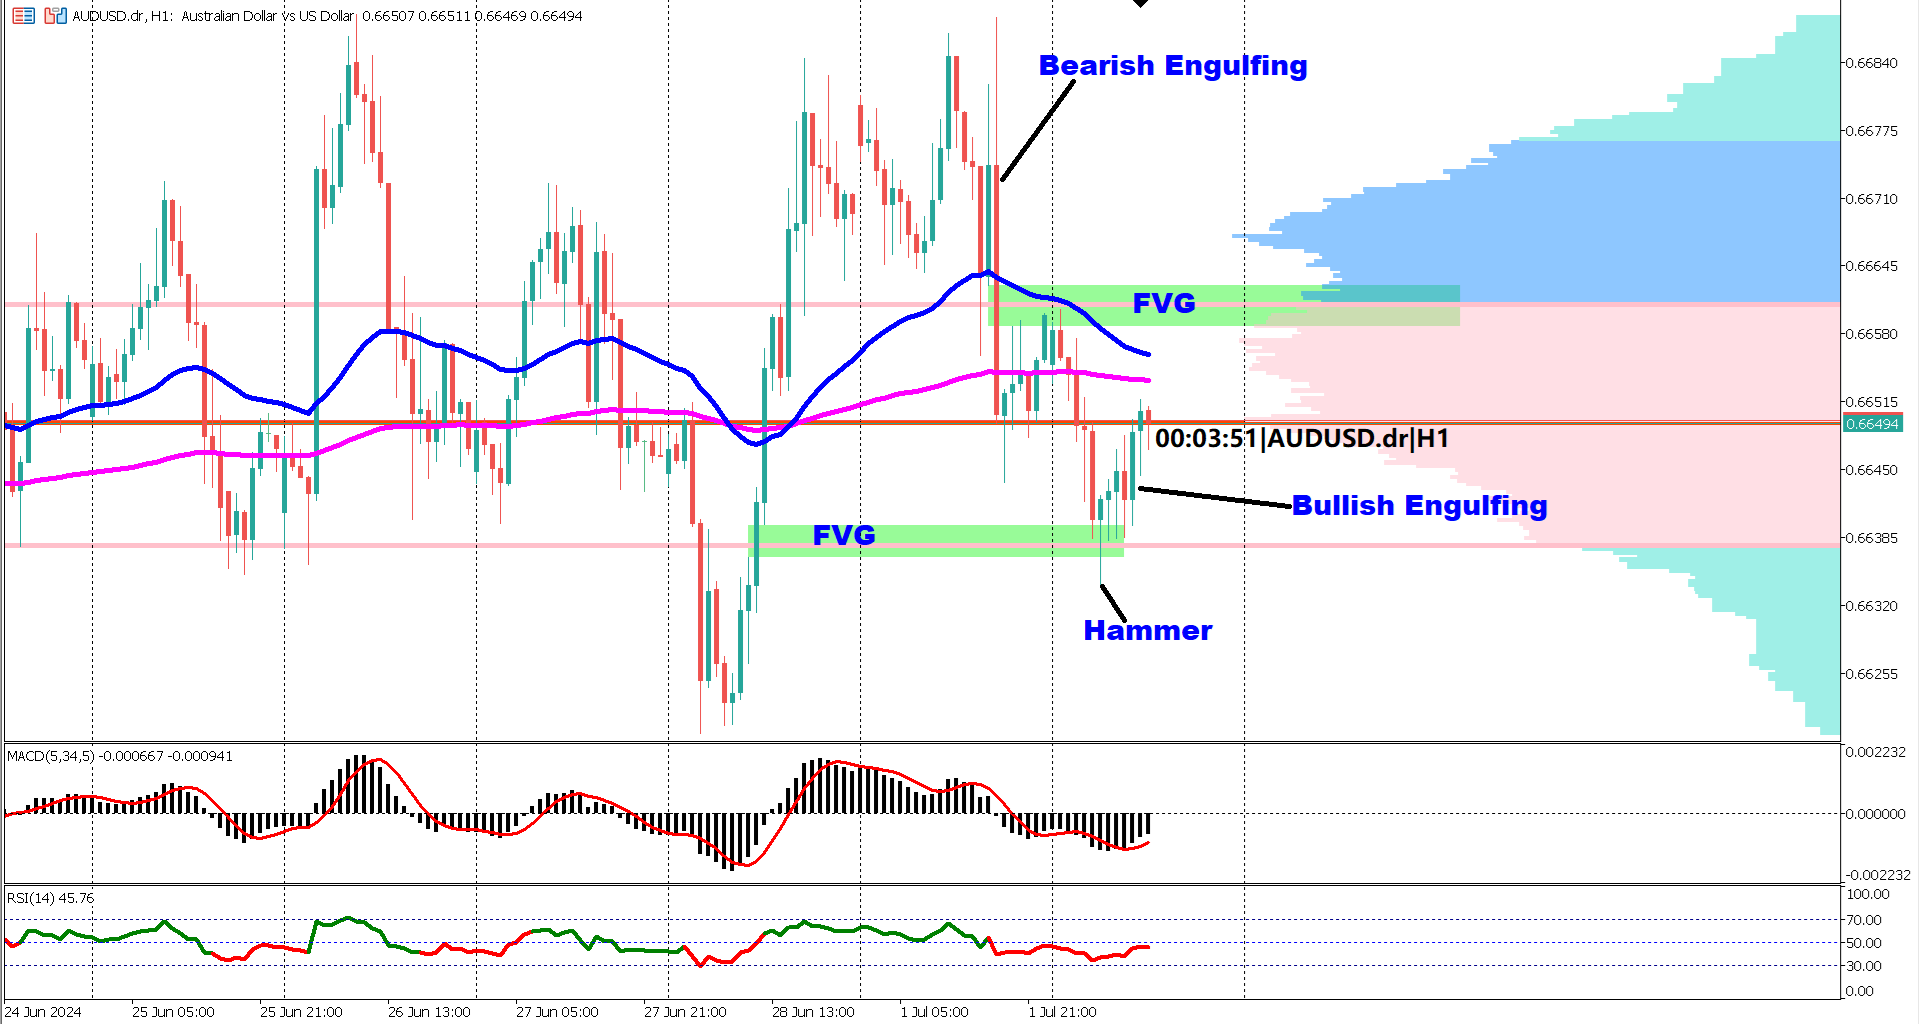 AUDUSD.dr, H1: Australian Dollar vs US Dollar 0.66507 0.66511 0.66469 0.66494
0.66840
Bearish Engulfing
0.66775
0.66710
0.66645
FVG
0.66580
0.66515
0.66494
00:03:51|AUDUSD.dr|H1
0.66450
Bullish Engulfing
FVG
0.66385
0.66320
Hammer
0.66255
MACD(5,34,5) -0.000667 -0.000941
0.002232
0.000000
-0.002232
RSI(14) 45.76
100.00
70.00
50.00
30.00
0.00
24 Jun 2024
25 Jun 05:00
25 Jun 21:00
26 Jun 13:00
27 Jun 05:00
27 Jun 21:00
28 Jun 13:00
1 Jul 05:00
1 Jul 21:00